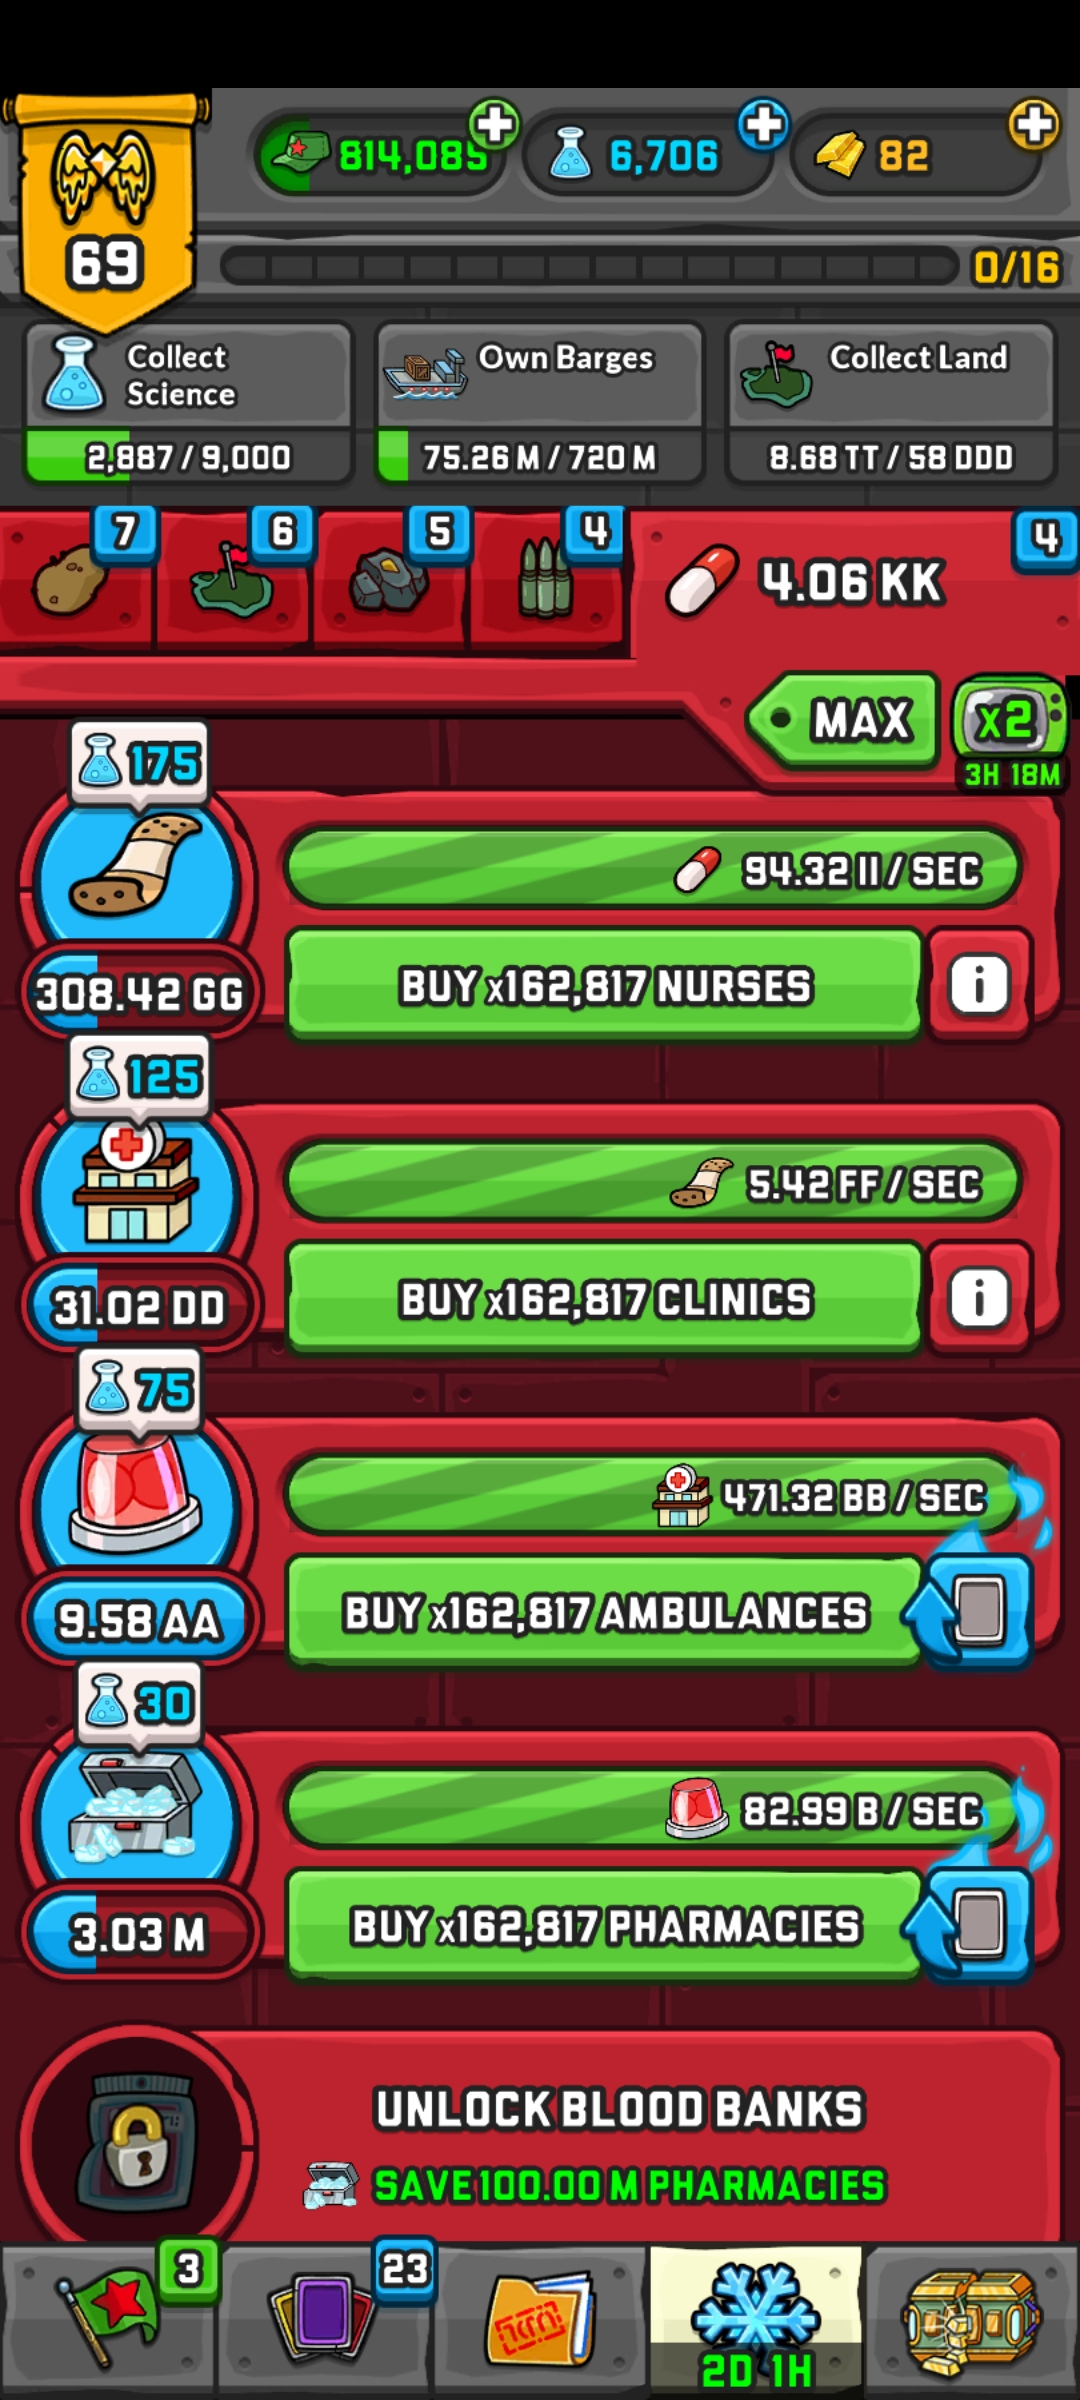 69
814,085
6,706
82
0/16
Collect
Science
2,887 / 9,000
Own Barges
75.26 M / 720 M
Collect Land
8.68 TT / 58 DDD
7
6
5
4
4.06 KK
4
MAX
x2
3H 18M
175
94.32 II / SEC
308.42 GG
BUY x162,817 NURSES
i
125
5.42 FF / SEC
31.02 DD
BUY x162,817 CLINICS
i
75
471.32 BB / SEC
9.58 AA
BUY x162,817 AMBULANCES
30
82.99 B / SEC
3.03 M
BUY x162,817 PHARMACIES
UNLOCK BLOOD BANKS
SAVE 100.00 M PHARMACIES
3
23
2D 1H